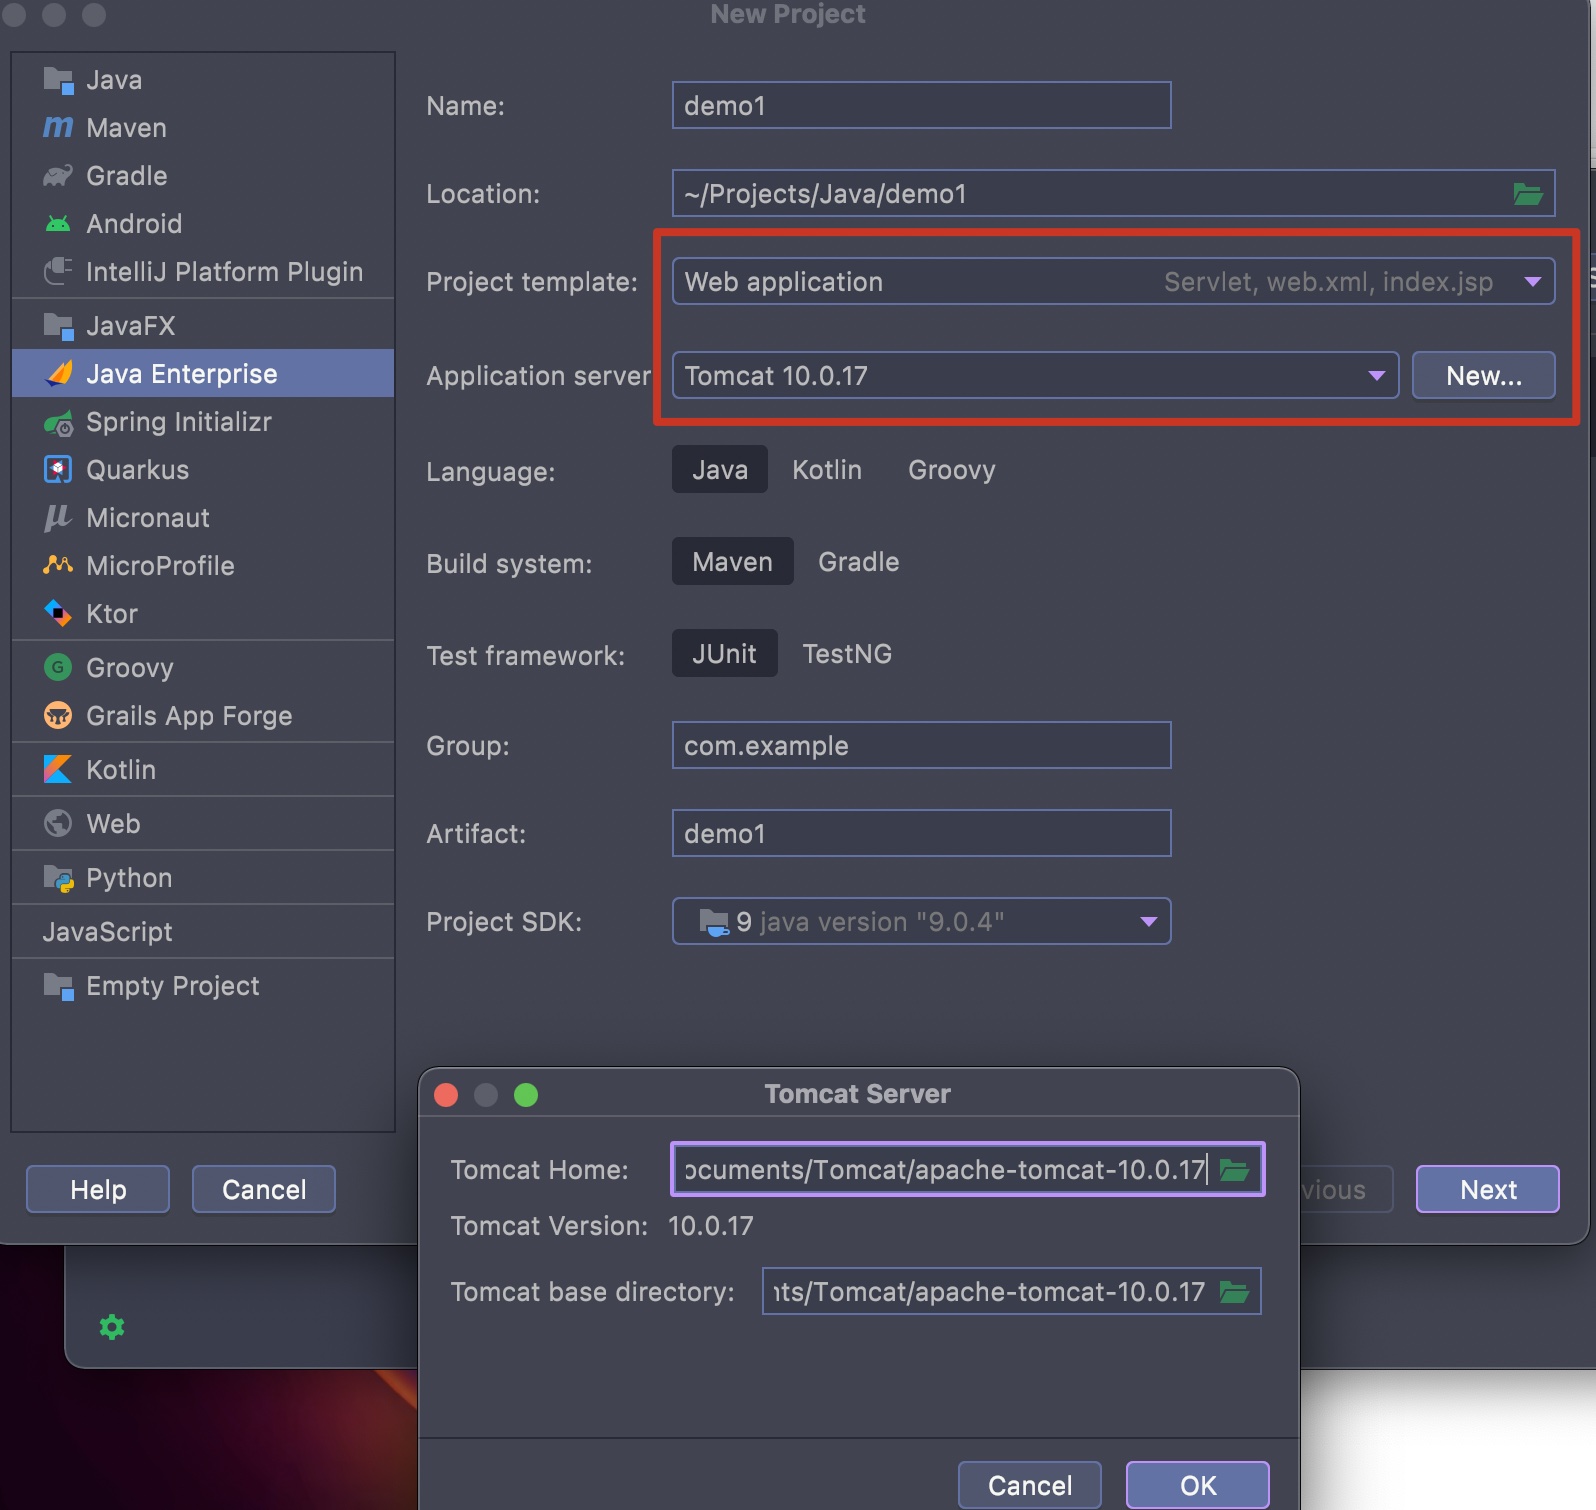 New Project
Java
Maven
Gradle
Android
IntelliJ Platform Plugin
JavaFX
Java Enterprise
Spring Initializr
Quarkus
Micronaut
MicroProfile
Ktor
Groovy
Grails App Forge
Kotlin
Web
Python
JavaScript
Empty Project
Name: demo1
Location: ~/Projects/Java/demo1
Project template: Web application Servlet, web.xml, index.jsp
Application server Tomcat 10.0.17 New...
Language: Java Kotlin Groovy
Build system: Maven Gradle
Test framework: JUnit TestNG
Group: com.example
Artifact: demo1
Project SDK: 9 java version "9.0.4"
Help Cancel vious Next
Tomcat Server
Tomcat Home: ocuments/Tomcat/apache-tomcat-10.0.17
Tomcat Version: 10.0.17
Tomcat base directory: nts/Tomcat/apache-tomcat-10.0.17
Cancel OK